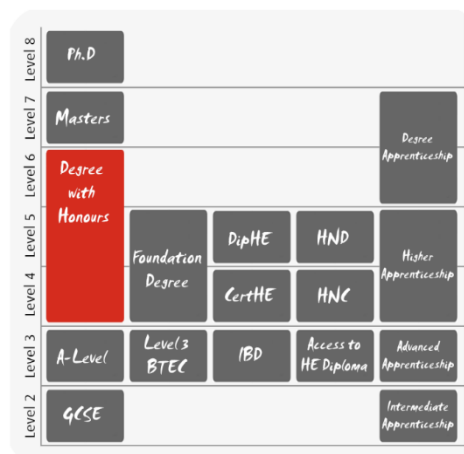 Level 8
Ph.D
Level 7
Masters
Degree
Apprenticeship
Level 6
Degree
with
Honours
Level 5
Foundation
Degree
DipHE
HND
Higher
Apprenticeship
Level 4
CertHE
HNC
Level 3
A-Level
Level 3
BTEC
IBD
Access to
HE Diploma
Advanced
Apprenticeship
Level 2
GCSE
Intermediate
Apprenticeship